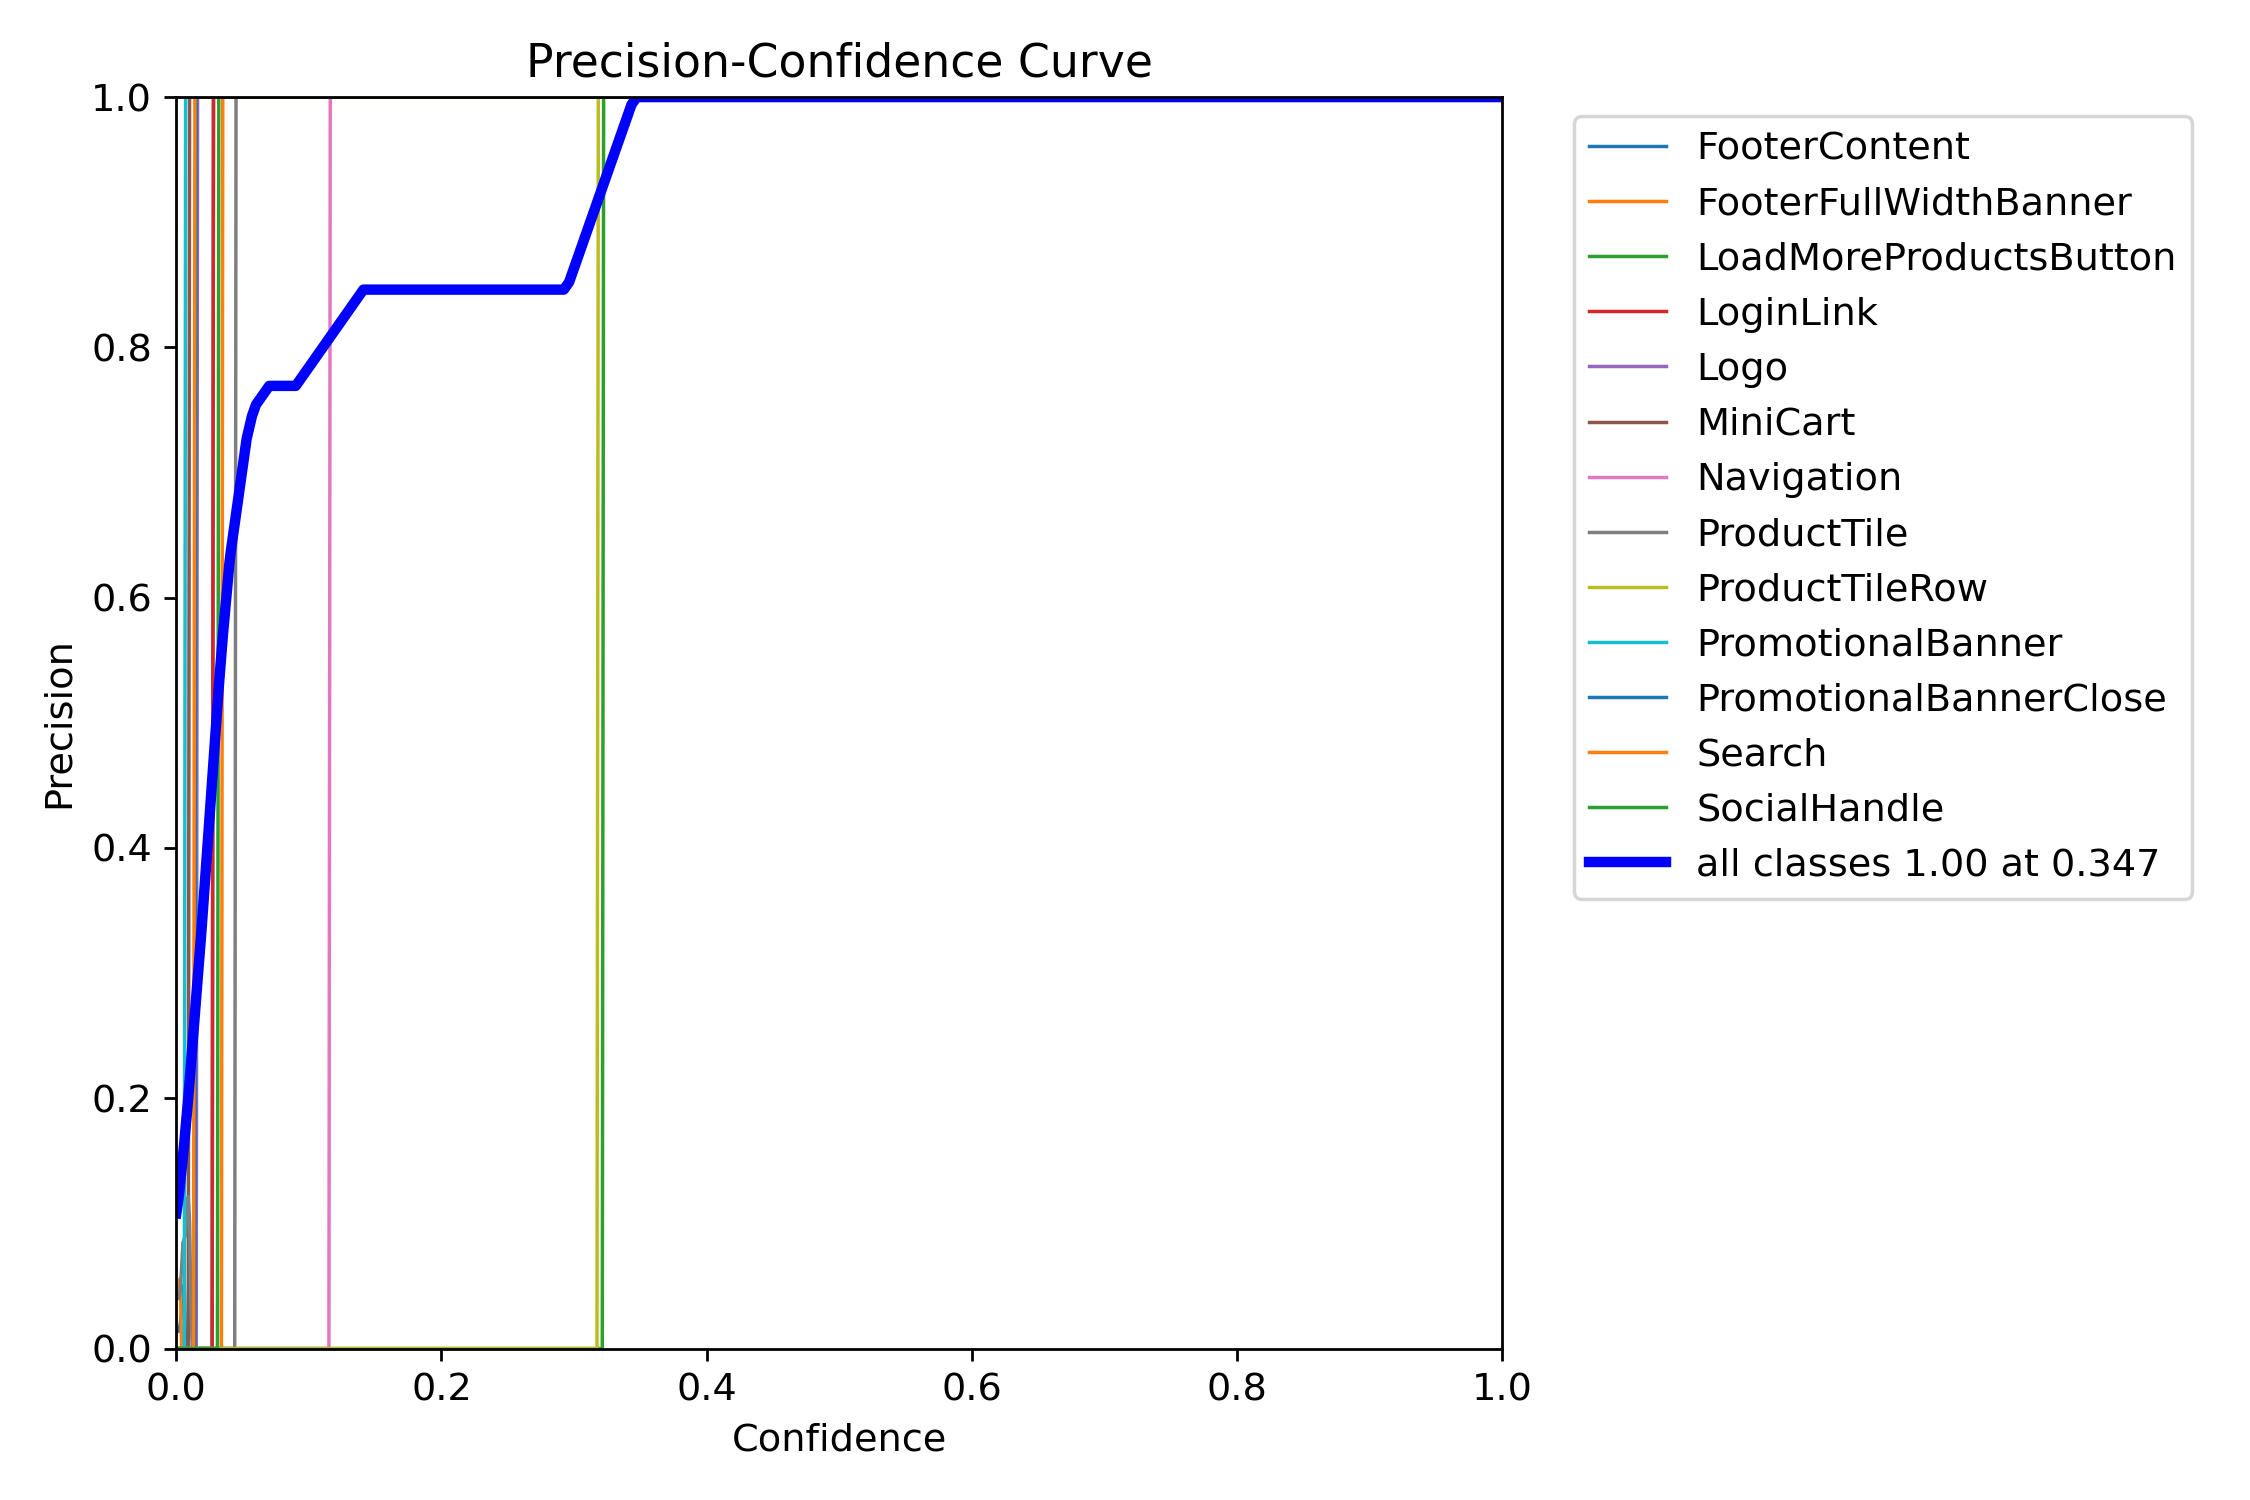 Precision-Confidence Curve
1.0
0.8
0.6
0.4
0.2
0.0
Precision
0.0 0.2 0.4 0.6 0.8 1.0
Confidence
FooterContent
FooterFullWidthBanner
LoadMoreProductsButton
LoginLink
Logo
MiniCart
Navigation
ProductTile
ProductTileRow
PromotionalBanner
PromotionalBannerClose
Search
SocialHandle
all classes 1.00 at 0.347